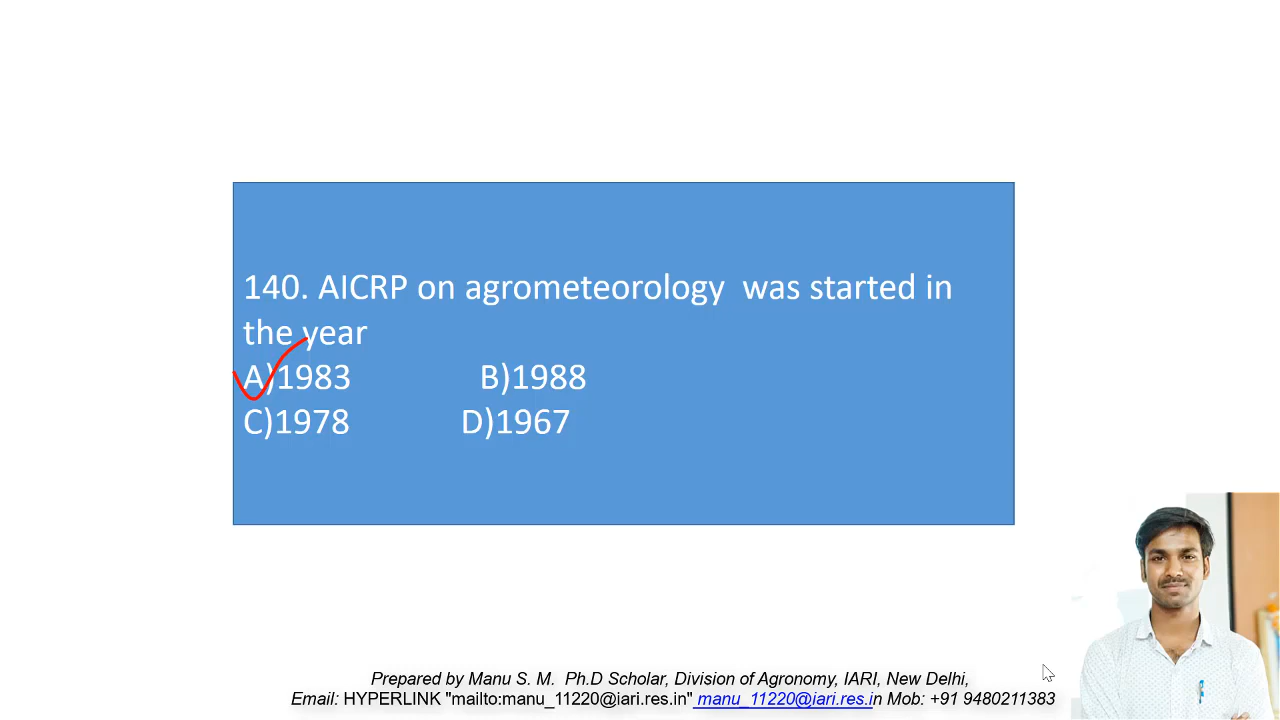 140. AICRP on agrometeorology was started in
the year
A)1983 B)1988
C)1978 D)1967
Prepared by Manu S. M. Ph.D Scholar, Division of Agronomy, IARI, New Delhi,
Email: HYPERLINK "mailto:manu_11220@iari.res.in" manu_11220@iari.res.in Mob: +91 9480211383